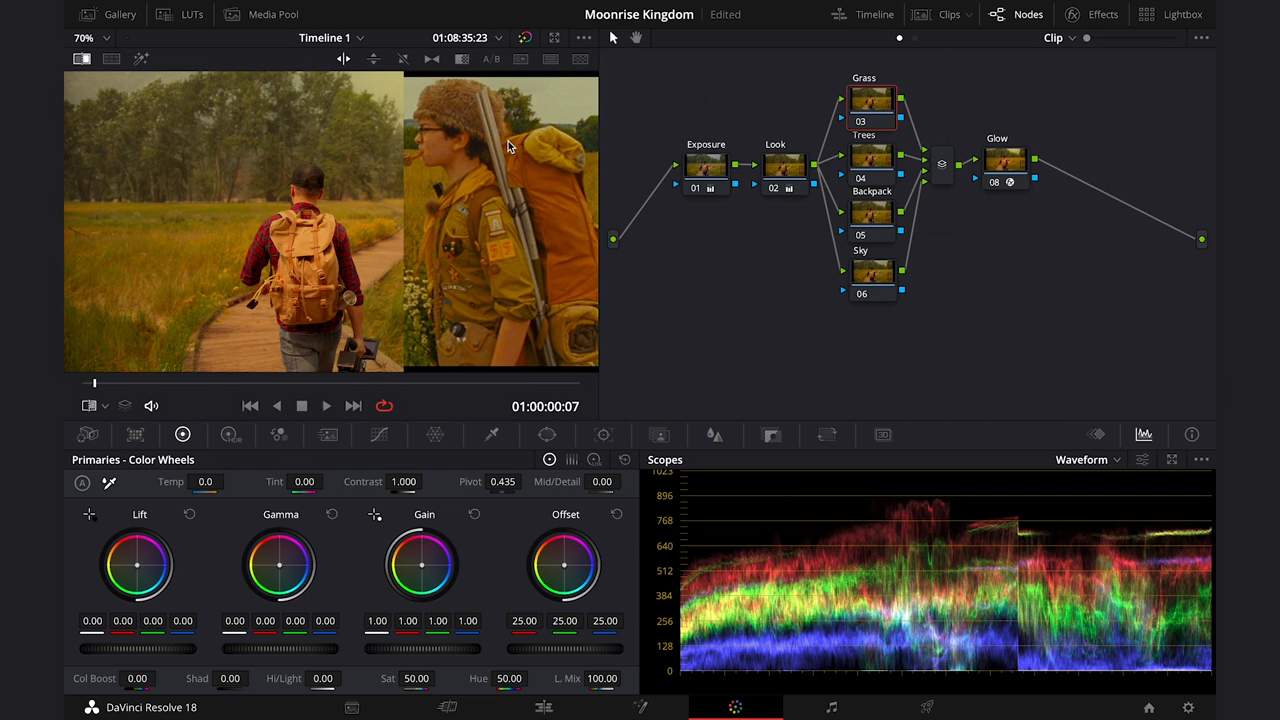 Gallery LUTs Media Pool Moonrise Kingdom Edited Timeline Clips Nodes Effects Lightbox
70% Timeline 1 01:08:35:23 Clip
A/B
Grass
03
Trees
04
Exposure Look Glow
01 02 08
Backpack
05
Sky
06
01:00:00:07
HDR 3D
Primaries - Color Wheels Scopes Waveform
A Temp 0.0 Tint 0.00 Contrast 1.000 Pivot 0.435 Mid/Detail 0.00
Lift Gamma Gain Offset
0.00 0.00 0.00 0.00 0.00 0.00 0.00 0.00 1.00 1.00 1.00 1.00 25.00 25.00 25.00
Col Boost 0.00 Shad 0.00 Hi/Light 0.00 Sat 50.00 Hue 50.00 L. Mix 100.00
1023
896
768
640
512
384
256
128
0
DaVinci Resolve 18